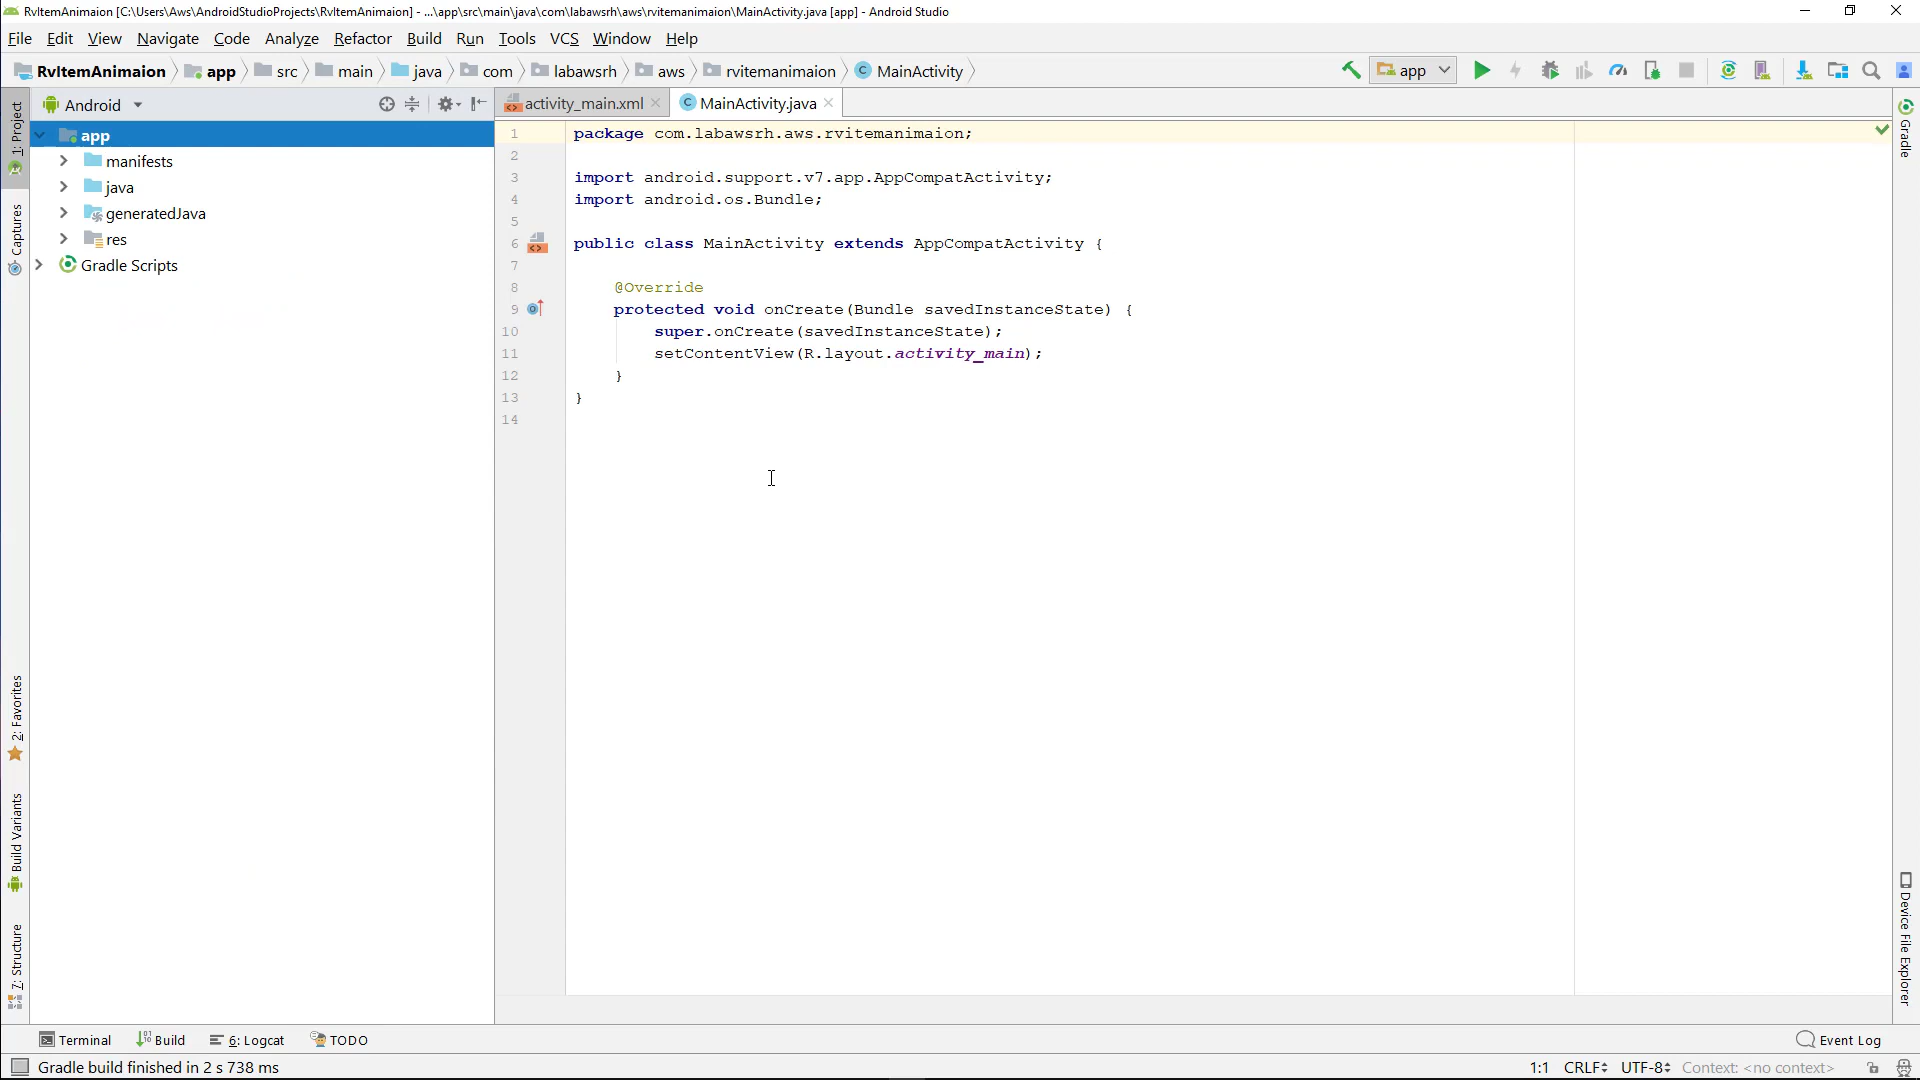 RvItemAnimaion [C:\Users\Aws\AndroidStudioProjects\RvItemAnimaion] - ...\app\src\main\java\com\labawsrh\aws\rvitemanimaion\MainActivity.java [app] - Android Studio
File Edit View Navigate Code Analyze Refactor Build Run Tools VCS Window Help
RvItemAnimaion app src main java com labawsrh aws rvitemanimaion MainActivity app
Android activity_main.xml MainActivity.java
1: Project
Captures
2: Favorites
Build Variants
7: Structure
app
manifests
java
generatedJava
res
Gradle Scripts
1 package com.labawsrh.aws.rvitemanimaion;
2
3 import android.support.v7.app.AppCompatActivity;
4 import android.os.Bundle;
5
6 public class MainActivity extends AppCompatActivity {
7
8 @Override
9 protected void onCreate(Bundle savedInstanceState) {
10 super.onCreate(savedInstanceState);
11 setContentView(R.layout.activity_main);
12 }
13 }
14
Gradle
Device File Explorer
Terminal Build 6: Logcat TODO Event Log
Gradle build finished in 2 s 738 ms 1:1 CRLF UTF-8 Context: <no context>